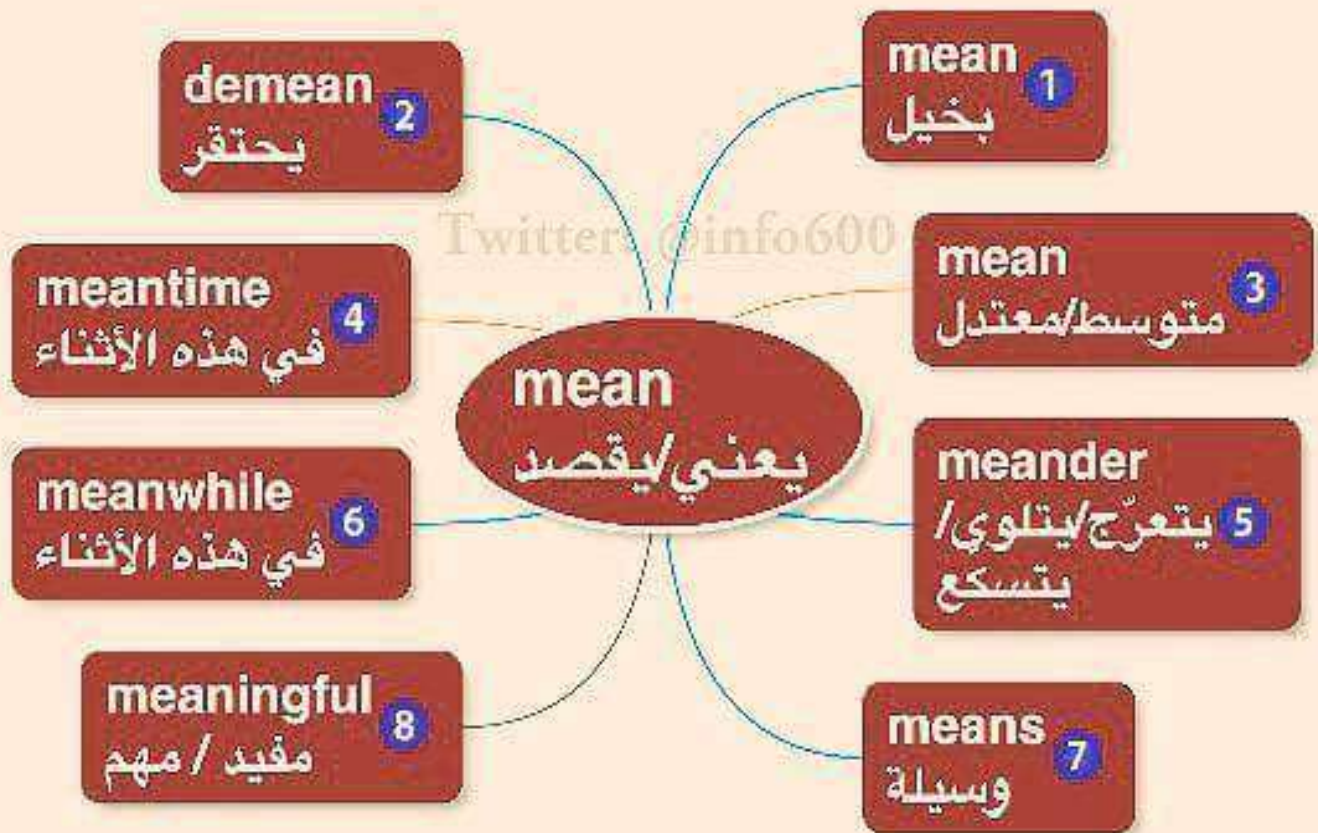 mean
يعني/يقصد
mean
1
بخيل
demean
2
يحتقر
mean
3
متوسط/معتدل
meantime
4
في هذه الأثناء
meander
5
يتعرّج/يتلوي/
يتسكع
meanwhile
6
في هذه الأثناء
means
7
وسيلة
meaningful
8
مفيد / مهم
Twitter: @info600